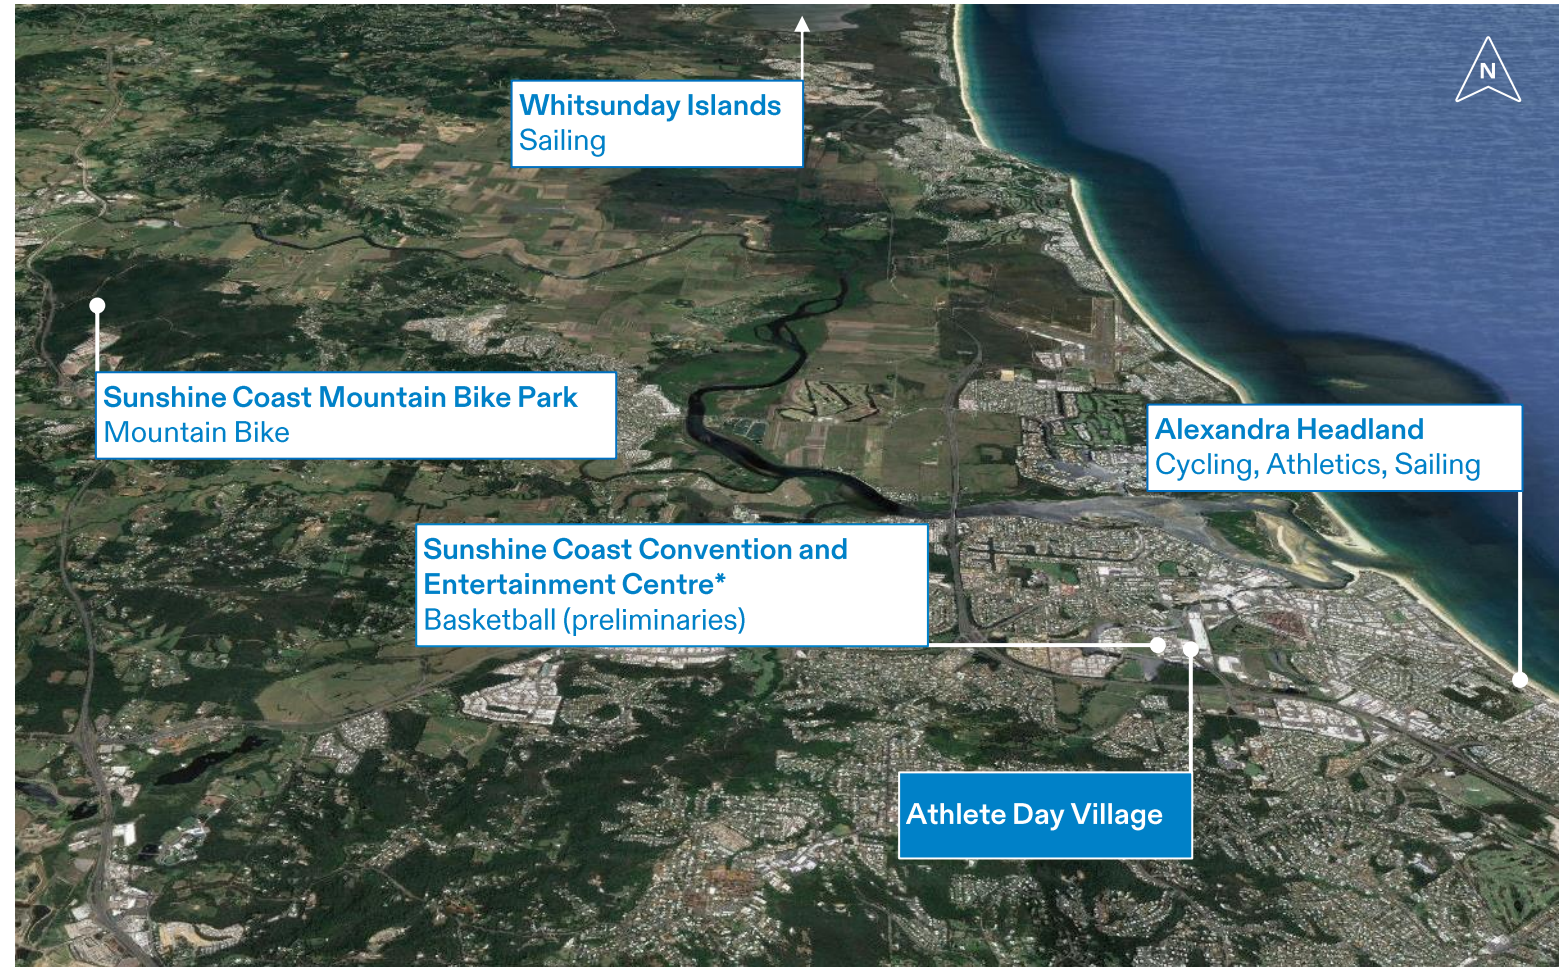 N
Whitsunday Islands
Sailing
Sunshine Coast Mountain Bike Park
Mountain Bike
Alexandra Headland
Cycling, Athletics, Sailing
Sunshine Coast Convention and
Entertainment Centre*
Basketball (preliminaries)
Athlete Day Village